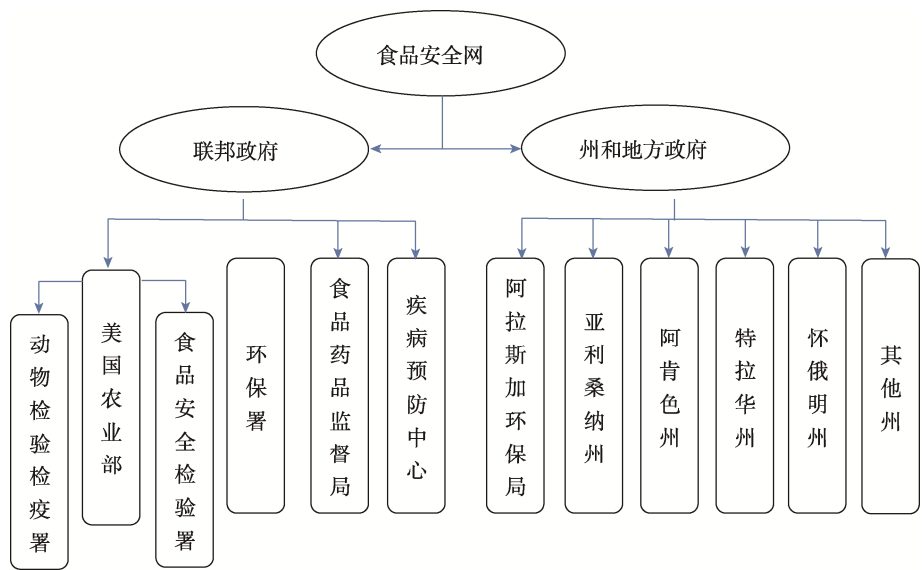 食品安全网
联邦政府
州和地方政府
动物检验检疫署
美国农业部
食品安全检验署
环保署
食品药品监督局
疾病预防中心
阿拉斯加环保局
亚利桑纳州
阿肯色州
特拉华州
怀俄明州
其他州